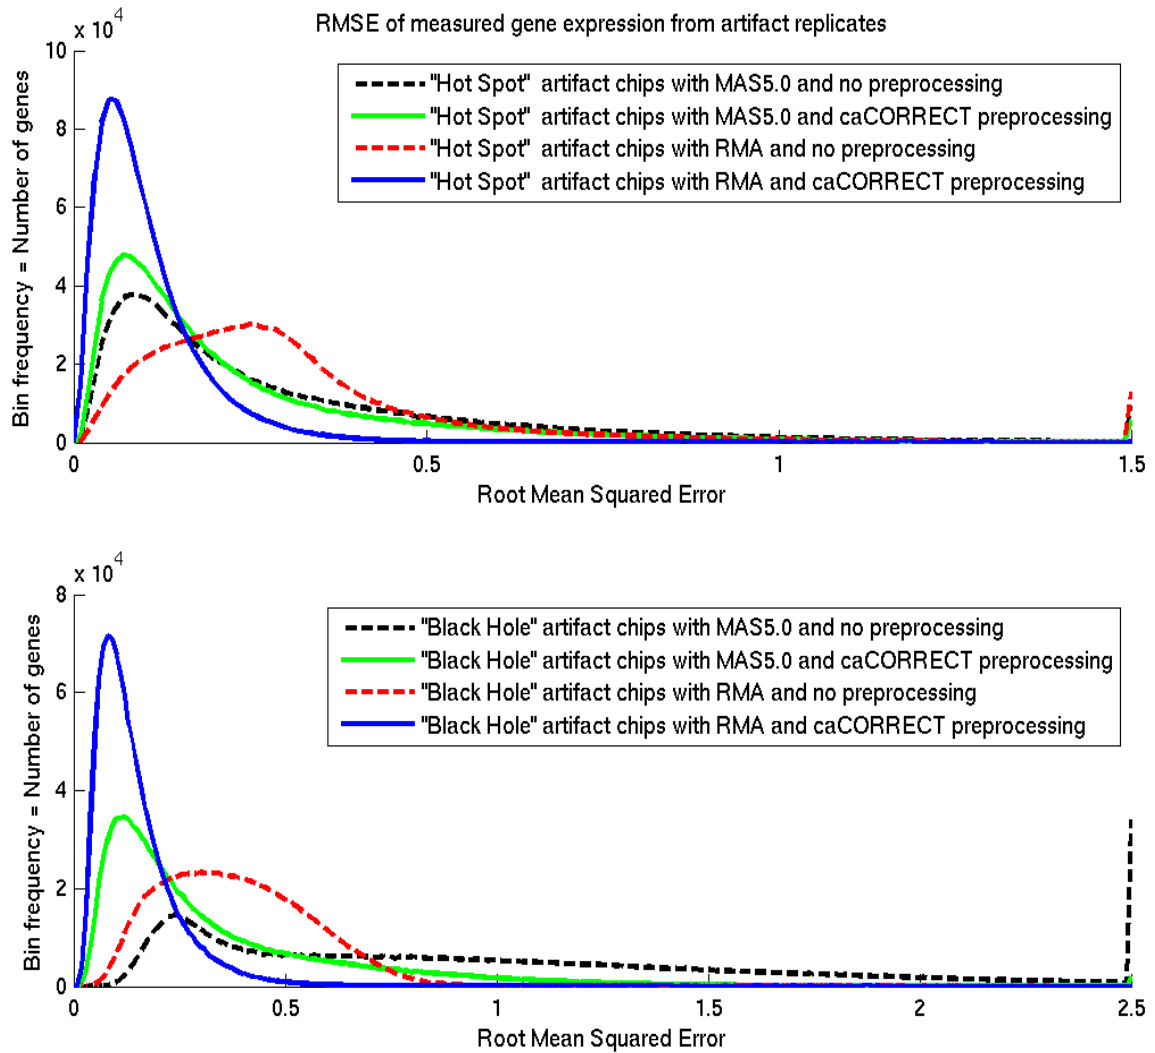 RMSE of measured gene expression from artifact replicates
x 10^4
10
8
6
4
2
0
Bin frequency = Number of genes
"Hot Spot" artifact chips with MAS5.0 and no preprocessing
"Hot Spot" artifact chips with MAS5.0 and caCORRECT preprocessing
"Hot Spot" artifact chips with RMA and no preprocessing
"Hot Spot" artifact chips with RMA and caCORRECT preprocessing
0 0.5 1 1.5
Root Mean Squared Error
x 10^4
8
6
4
2
0
Bin frequency = Number of genes
"Black Hole" artifact chips with MAS5.0 and no preprocessing
"Black Hole" artifact chips with MAS5.0 and caCORRECT preprocessing
"Black Hole" artifact chips with RMA and no preprocessing
"Black Hole" artifact chips with RMA and caCORRECT preprocessing
0 0.5 1 1.5 2 2.5
Root Mean Squared Error